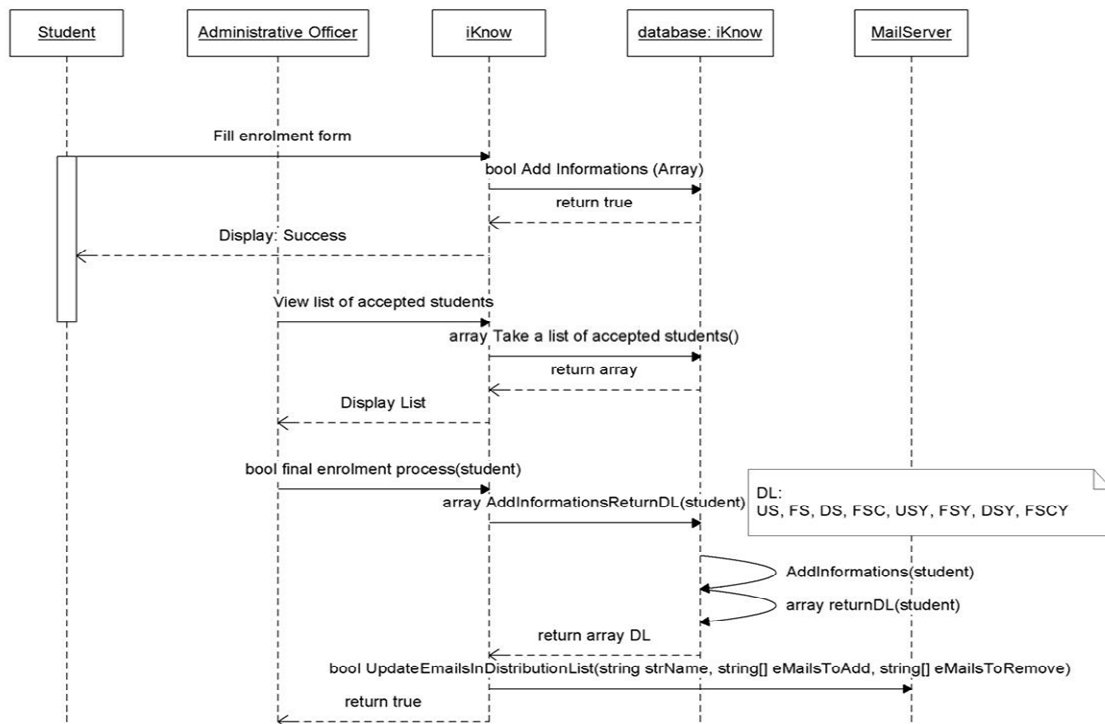 Student
Administrative Officer
iKnow
database: iKnow
MailServer
Fill enrolment form
bool Add Informations (Array)
return true
Display: Success
View list of accepted students
array Take a list of accepted students()
return array
Display List
bool final enrolment process(student)
array AddInformationsReturnDL(student)
DL:
US, FS, DS, FSC, USY, FSY, DSY, FSCY
AddInformations(student)
array returnDL(student)
return array DL
bool UpdateEmailsInDistributionList(string strName, string[] eMailsToAdd, string[] eMailsToRemove)
return true